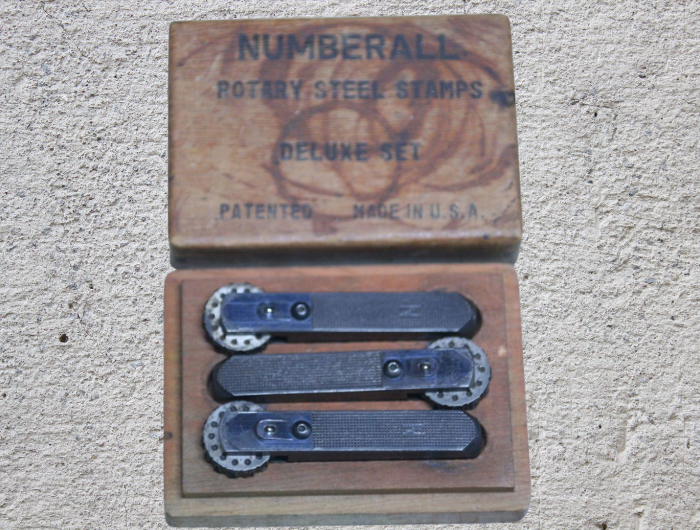 NUMBERALL
ROTARY STEEL STAMPS
DELUXE SET
PATENTED MADE IN U.S.A.
N